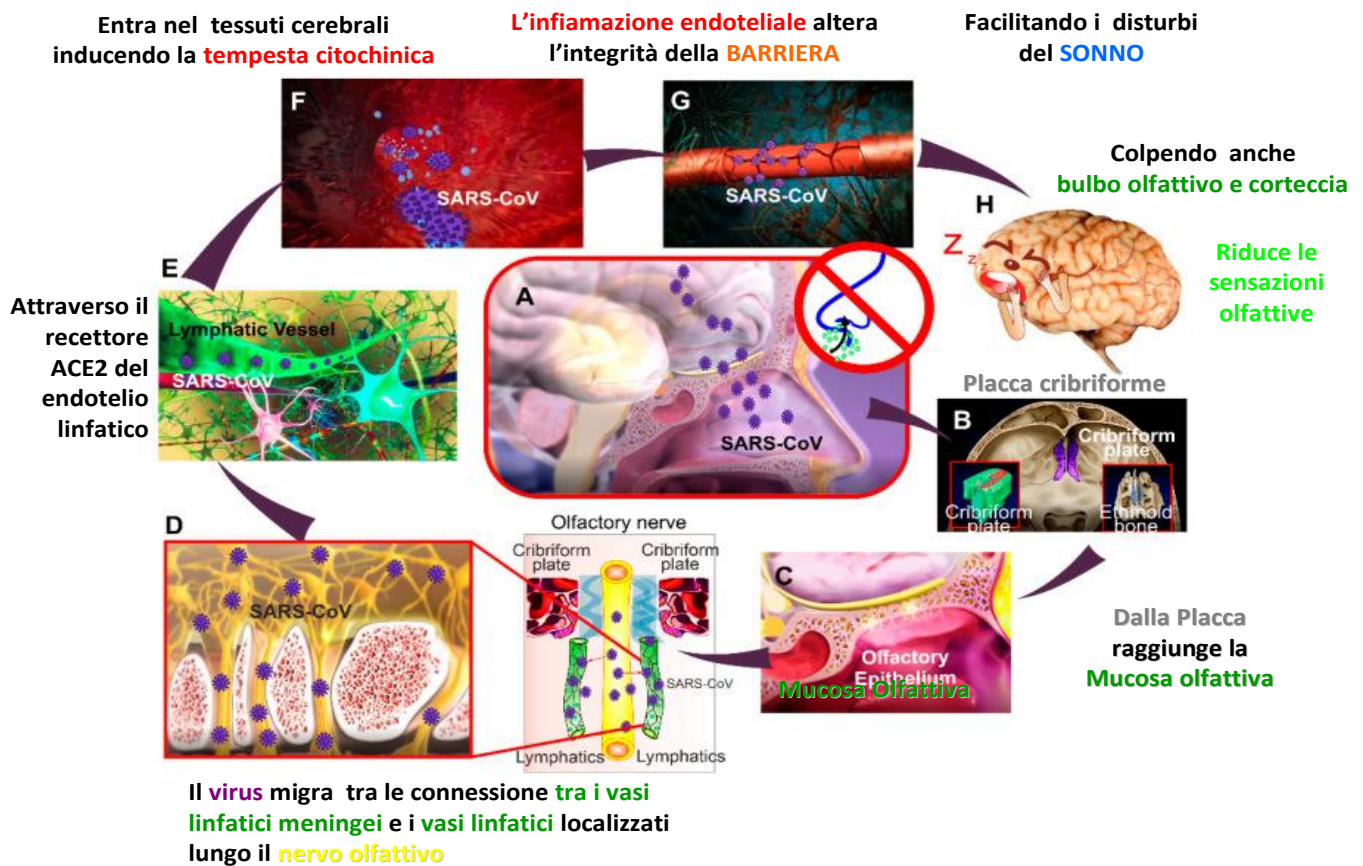 Entra nel tessuti cerebrali
inducendo la tempesta citochinica
L'infiamazione endoteliale altera
l'integrità della BARRIERA
Facilitando i disturbi
del SONNO
F
SARS-CoV
G
SARS-CoV
Colpendo anche
bulbo olfattivo e corteccia
H
Z z z z
Riduce le
sensazioni
olfattive
E
Attraverso il
recettore
ACE2 del
endotelio
linfatico
Lymphatic Vessel
SARS-CoV
A
SARS-CoV
Placca cribriforme
B
Cribriform
plate
Cribriform
plate
Ethinoid
bone
D
SARS-CoV
Olfactory nerve
Cribriform
plate
Cribriform
plate
SARS-CoV
Lymphatics
Lymphatics
C
Olfactory
Epithelium
Mucosa Olfattiva
Dalla Placca
raggiunge la
Mucosa olfattiva
Il virus migra tra le connessione tra i vasi
linfatici meningei e i vasi linfatici localizzati
lungo il nervo olfattivo